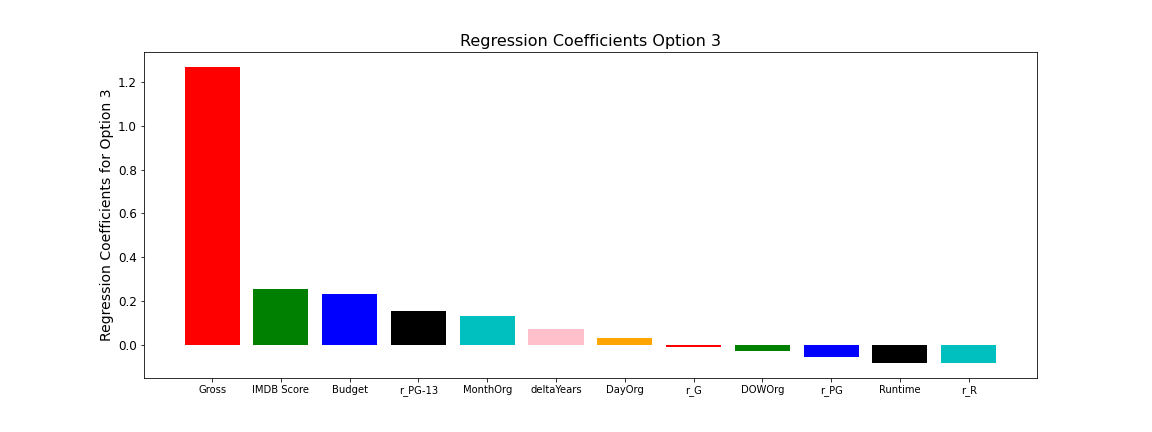 Regression Coefficients Option 3
Regression Coefficients for Option 3
1.2
1.0
0.8
0.6
0.4
0.2
0.0
Gross IMDB Score Budget r_PG-13 MonthOrg deltaYears DayOrg r_G DOWOrg r_PG Runtime r_R